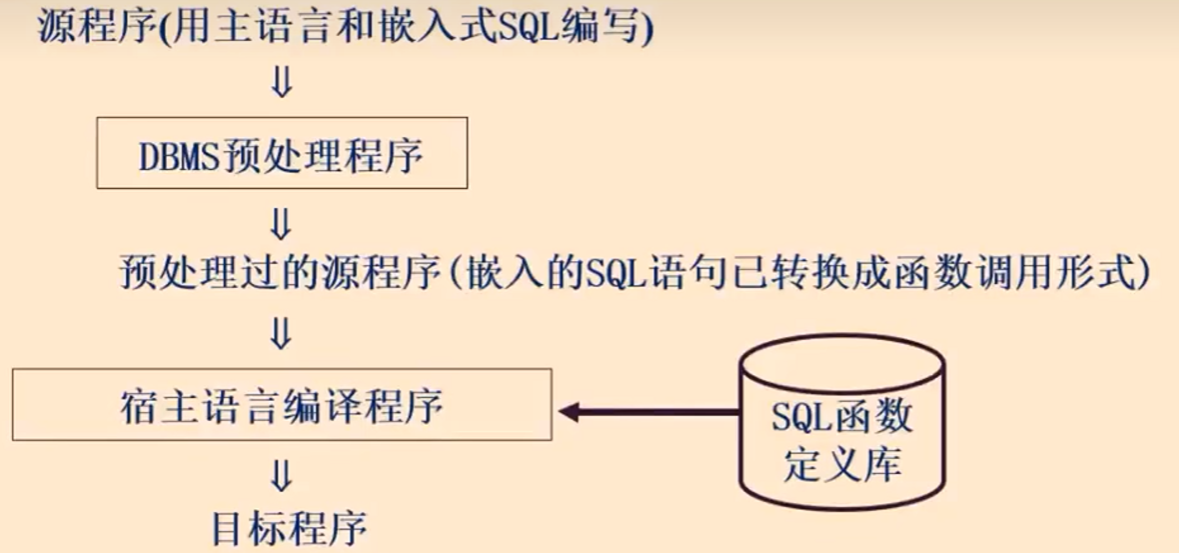 源程序(用主语言和嵌入式SQL编写)
⇓
DBMS预处理程序
⇓
预处理过的源程序(嵌入的SQL语句已转换成函数调用形式)
⇓
宿主语言编译程序
SQL函数
定义库
⇓
目标程序